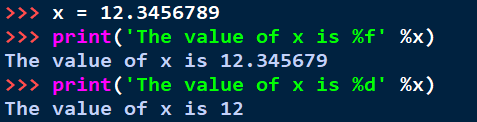 >>> x = 12.3456789
>>> print('The value of x is %f' %x)
The value of x is 12.345679
>>> print('The value of x is %d' %x)
The value of x is 12